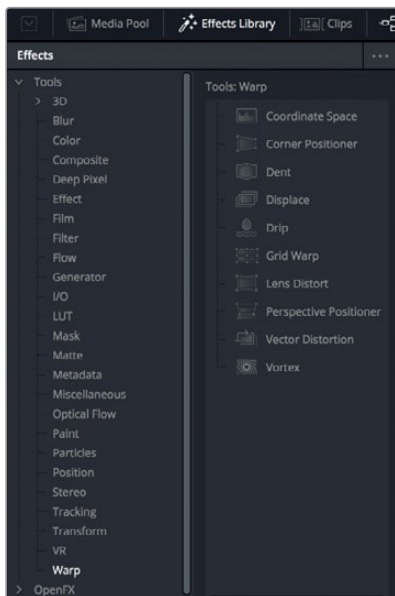 Media Pool
Effects Library
Clips
Effects
Tools
3D
Blur
Color
Composite
Deep Pixel
Effect
Film
Filter
Flow
Generator
I/O
LUT
Mask
Matte
Metadata
Miscellaneous
Optical Flow
Paint
Particles
Position
Stereo
Tracking
Transform
VR
Warp
OpenFX
Tools: Warp
Coordinate Space
Corner Positioner
Dent
Displace
Drip
Grid Warp
Lens Distort
Perspective Positioner
Vector Distortion
Vortex